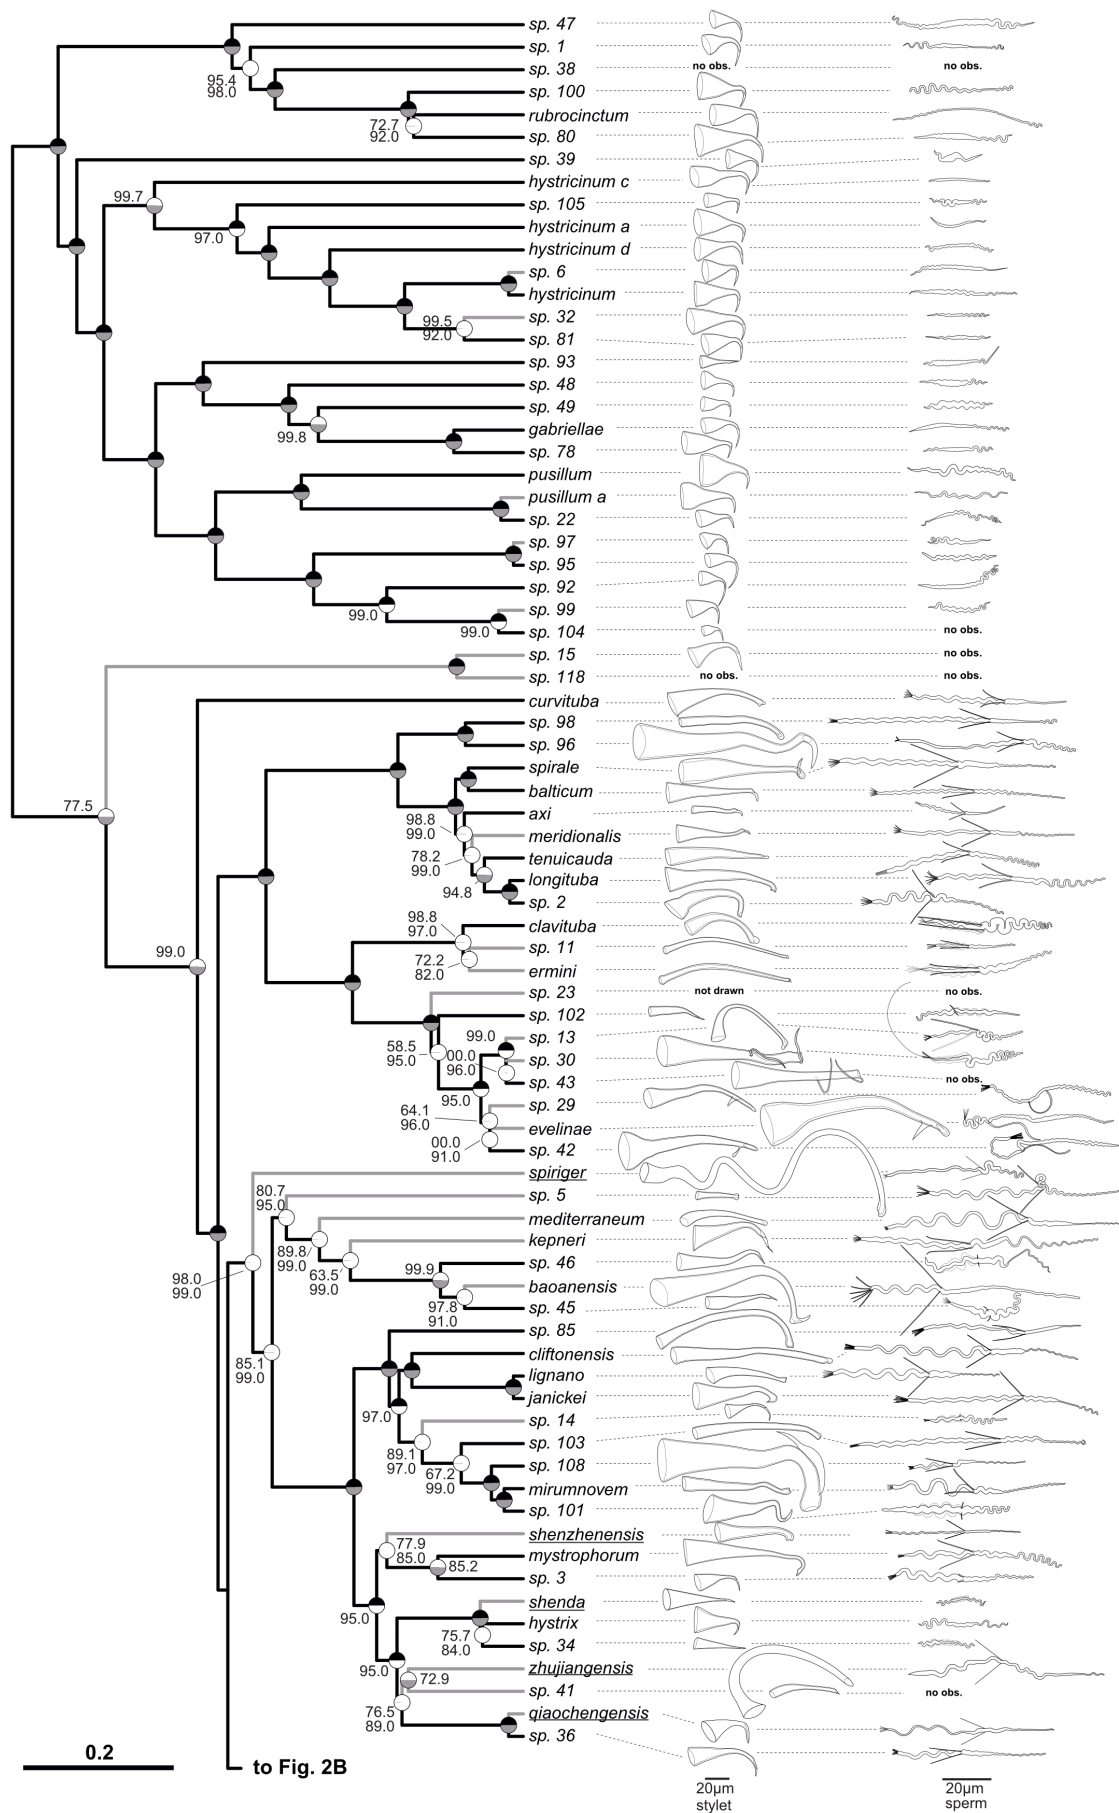 sp. 47
sp. 1
95.4
98.0
sp. 38 no obs. no obs.
sp. 100
rubrocinctum
72.7
92.0
sp. 80
sp. 39
hystricinum c
99.7
sp. 105
hystricinum a
97.0
hystricinum d
sp. 6
hystricinum
sp. 32
99.5
92.0
sp. 81
sp. 93
sp. 48
sp. 49
gabriellae
99.8
sp. 78
pusillum
pusillum a
sp. 22
sp. 97
sp. 95
sp. 92
sp. 99
99.0
sp. 104 no obs.
99.0
sp. 15 no obs.
sp. 118 no obs. no obs.
curvituba
sp. 98
sp. 96
spirale
balticum
77.5
axi
98.8
99.0
meridionalis
78.2
99.0
tenuicauda
longituba
94.8
sp. 2
clavituba
98.8
97.0
sp. 11
72.2
82.0
ermini
99.0
sp. 23 not drawn no obs.
sp. 102
sp. 13
99.0
58.5
95.0
sp. 30
00.0
96.0
sp. 43 no obs.
95.0
sp. 29
64.1
96.0
evelinae
00.0
91.0
sp. 42
spiriger
sp. 5
80.7
95.0
mediterraneum
kepneri
89.8
99.0
sp. 46
99.9
63.5
99.0
98.0
99.0
baoanensis
97.8
91.0
sp. 45
sp. 85
cliftonensis
85.1
99.0
lignano
janickei
97.0
sp. 14
sp. 103
89.1
97.0
sp. 108
67.2
99.0
mirumnovem
sp. 101
shenzhenensis
77.9
85.0
mystrophorum
85.2
sp. 3
shenda
95.0
hystrix
75.7
84.0
sp. 34
95.0
zhujiangensis
72.9
sp. 41 no obs.
76.5
89.0
qiaochengensis
sp. 36
0.2
to Fig. 2B
20µm
stylet
20µm
sperm